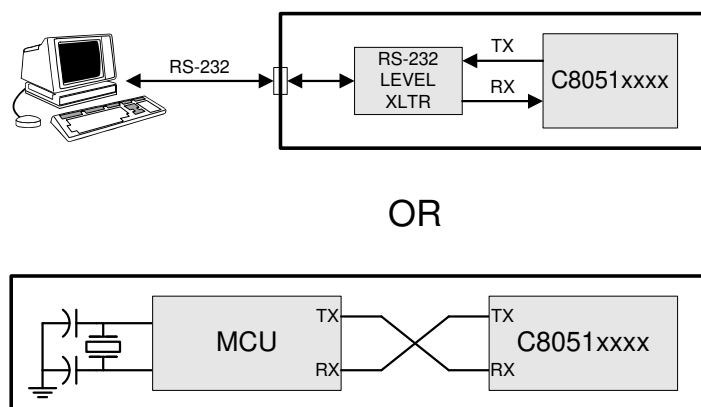 RS-232
RS-232
LEVEL
XLTR
TX
RX
C8051xxxx
OR
MCU
TX
RX
TX
RX
C8051xxxx